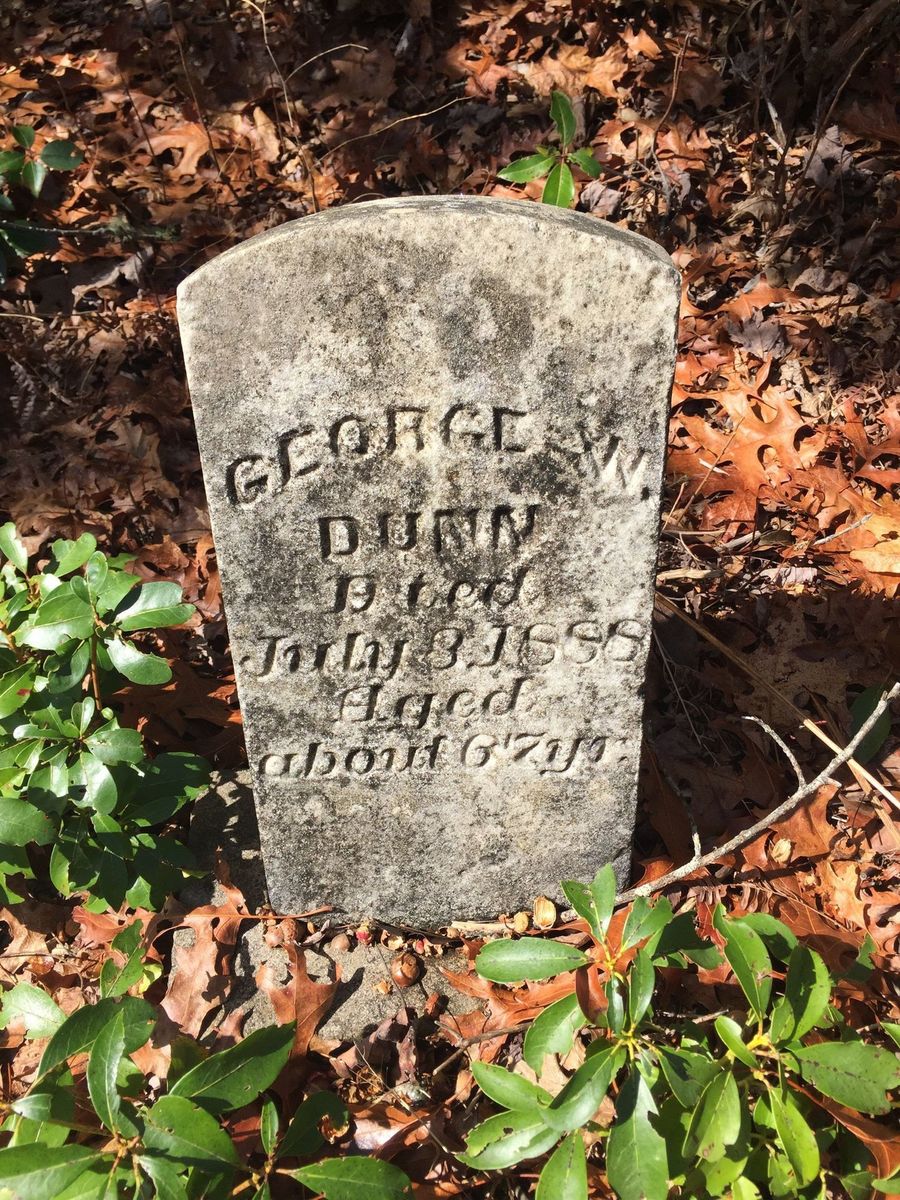 GEORGE W.
DUNN
Died
July 3.1888
Aged
about 67yr.